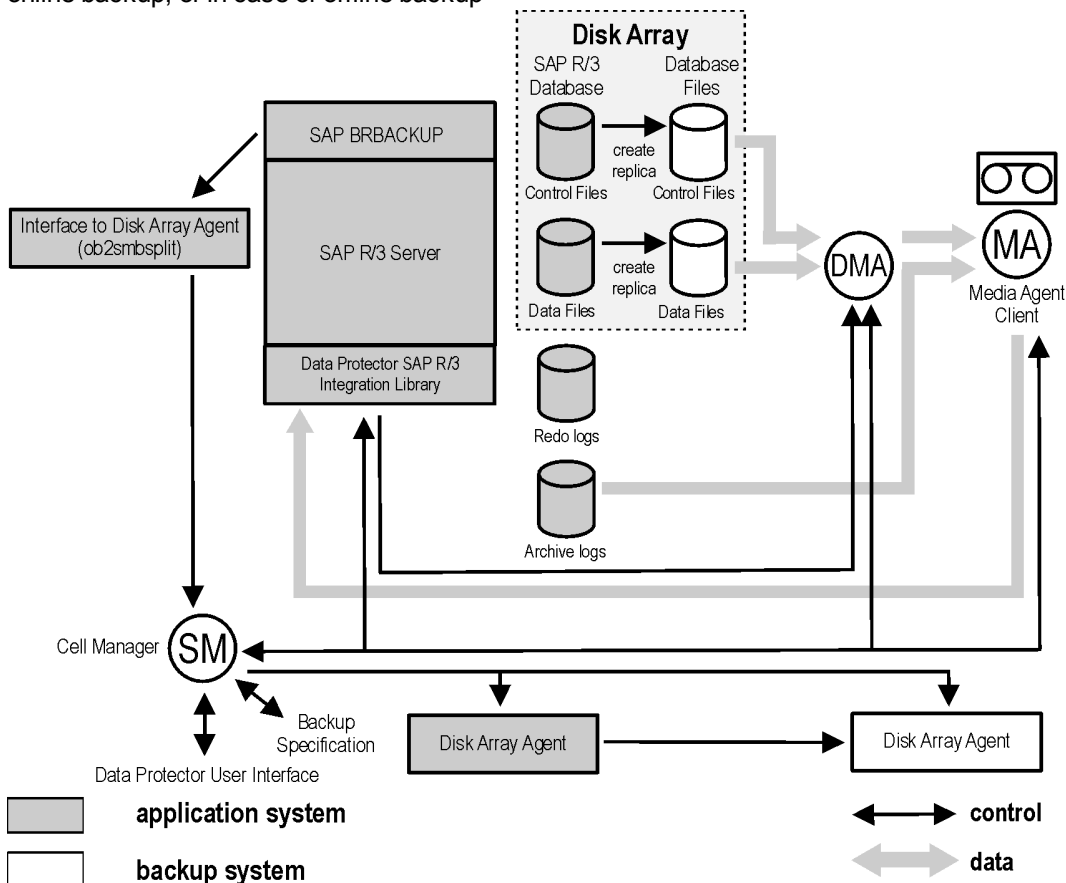 online backup, or in case of offline backup
Disk Array
SAP R/3
Database
Database
Files
SAP BRBACKUP
create
replica
Control Files
Control Files
Interface to Disk Array Agent
(ob2smbsplit)
SAP R/3 Server
DMA
MA
Media Agent
Client
create
replica
Data Files
Data Files
Data Protector SAP R/3
Integration Library
Redo logs
Archive logs
Cell Manager
SM
Backup
Specification
Disk Array Agent
Disk Array Agent
Data Protector User Interface
application system
control
backup system
data